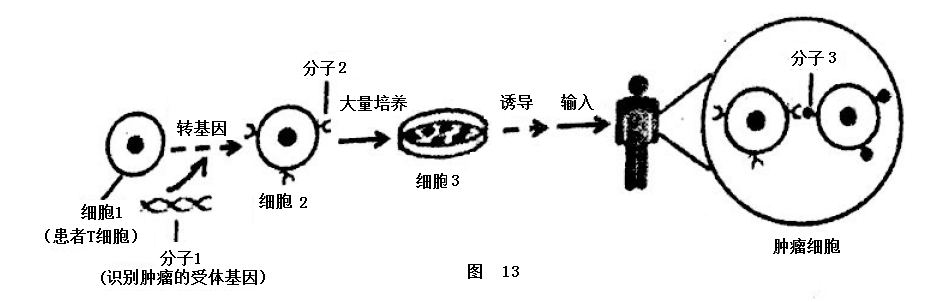 分子2
分子3
转基因
大量培养
诱导
输入
细胞1
(患者T细胞)
细胞2
细胞3
肿瘤细胞
分子1
(识别肿瘤的受体基因)
图 13